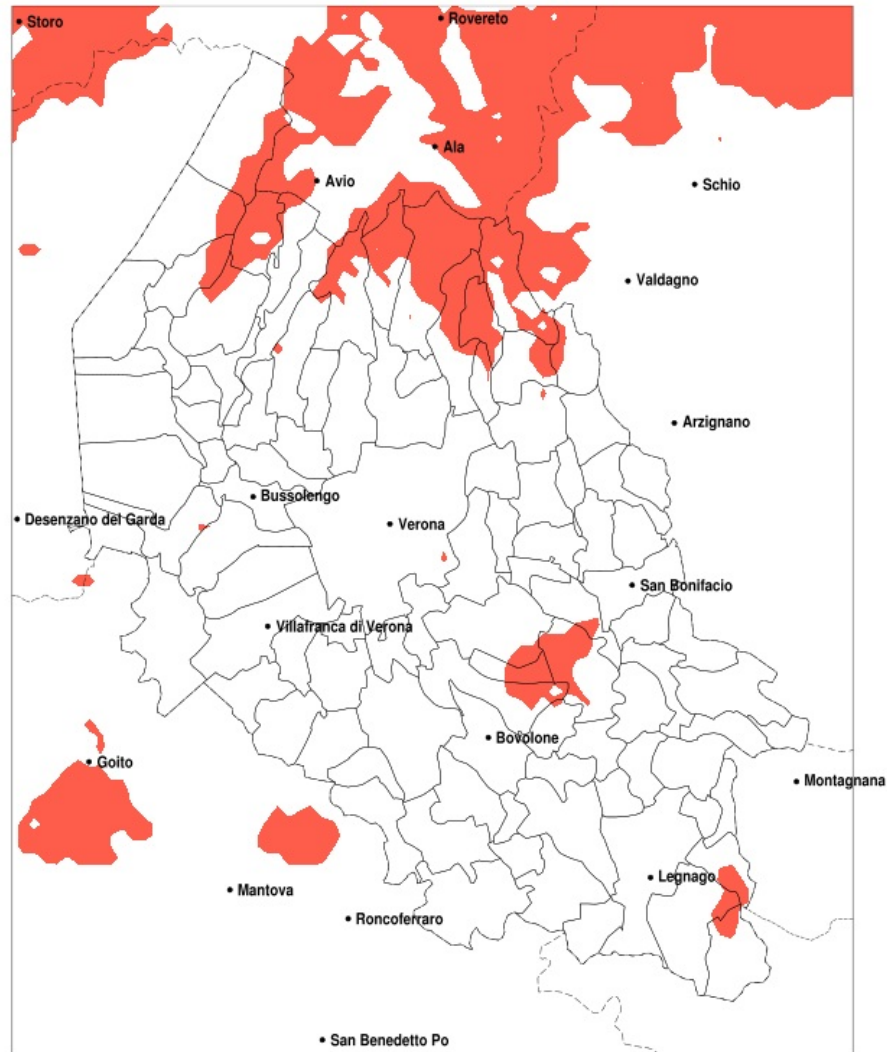 Storo
Rovereto
Ala
Avio
Schio
Valdagno
Arzignano
Bussolengo
Desenzano del Garda
Verona
San Bonifacio
Villafranca di Verona
Bovolone
Goito
Montagnana
Legnago
Mantova
Roncoferraro
San Benedetto Po